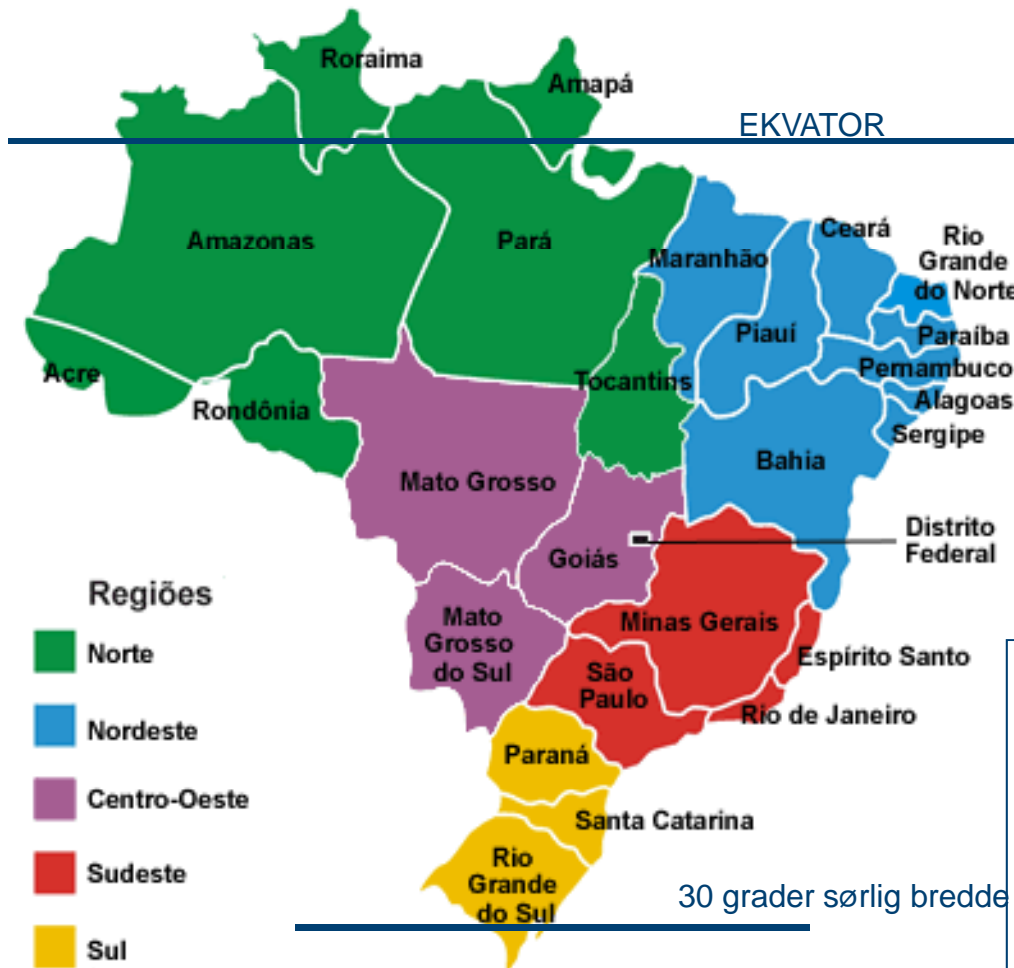 Roraima
Amapá
EKVATOR
Amazonas
Pará
Maranhão
Ceará
Rio
Grande
do Norte
Piauí
Paraíba
Pernambuco
Acre
Rondônia
Tocantins
Alagoas
Sergipe
Bahia
Mato Grosso
Goiás
Distrito
Federal
Regiões
Norte
Nordeste
Centro-Oeste
Sudeste
Sul
Mato
Grosso
do Sul
Minas Gerais
Espírito Santo
São
Paulo
Rio de Janeiro
Paraná
Santa Catarina
Rio
Grande
do Sul
30 grader sørlig bredde